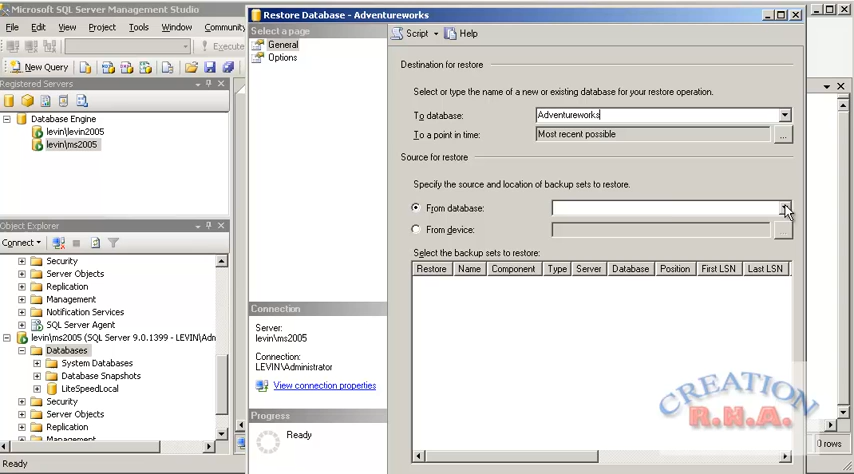 Microsoft SQL Server Management Studio
File Edit View Project Tools Window Community
Execute
New Query
Registered Servers
Database Engine
levin\levin2005
levin\ms2005
Object Explorer
Connect
Security
Server Objects
Replication
Management
Notification Services
SQL Server Agent
levin\ms2005 (SQL Server 9.0.1399 - LEVIN\Adn
Databases
System Databases
Database Snapshots
LiteSpeedLocal
Security
Server Objects
Replication
Management
Ready
Restore Database - Adventureworks
Select a page
General
Options
Connection
Server:
levin\ms2005
Connection:
LEVIN\Administrator
View connection properties
Progress
Ready
Script Help
Destination for restore
Select or type the name of a new or existing database for your restore operation.
To database: Adventureworks
To a point in time: Most recent possible ...
Source for restore
Specify the source and location of backup sets to restore.
From database:
From device: ...
Select the backup sets to restore:
Restore Name Component Type Server Database Position First LSN Last LSN
CREATION
R.N.A.
0 rows